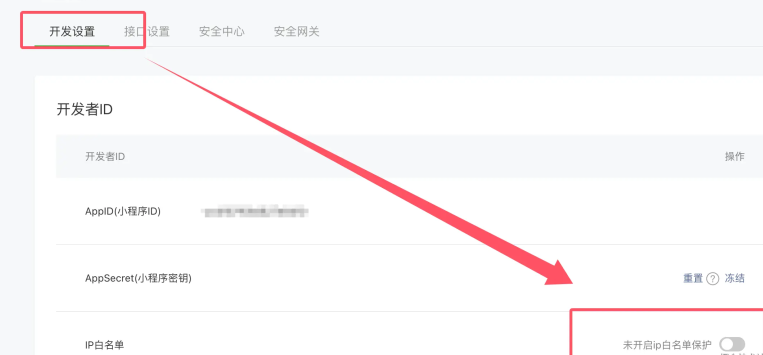 开发设置 接口设置 安全中心 安全网关
开发者ID
开发者ID 操作
AppID(小程序ID)
AppSecret(小程序密钥) 重置 ? 冻结
IP白名单 未开启ip白名单保护